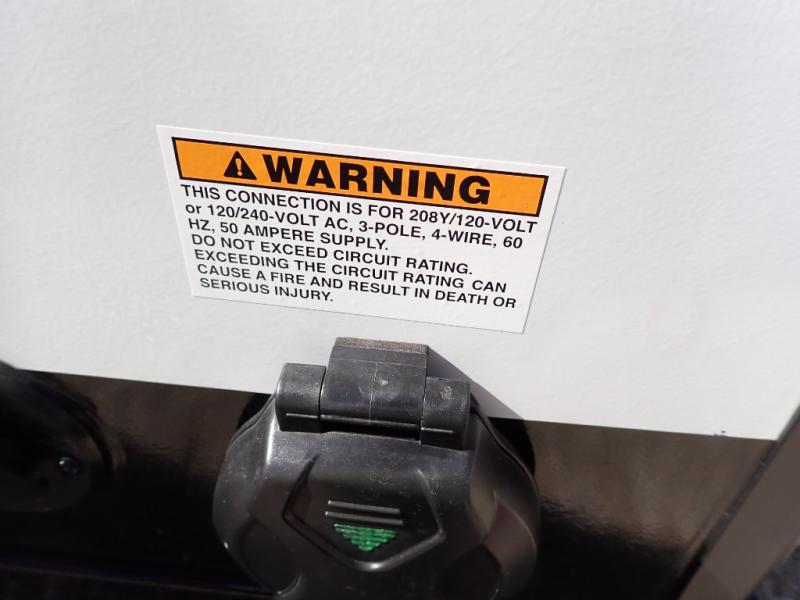 WARNING
THIS CONNECTION IS FOR 208Y/120-VOLT
or 120/240-VOLT AC, 3-POLE, 4-WIRE, 60
HZ, 50 AMPERE SUPPLY.
DO NOT EXCEED CIRCUIT RATING.
EXCEEDING THE CIRCUIT RATING CAN
CAUSE A FIRE AND RESULT IN DEATH OR
SERIOUS INJURY.